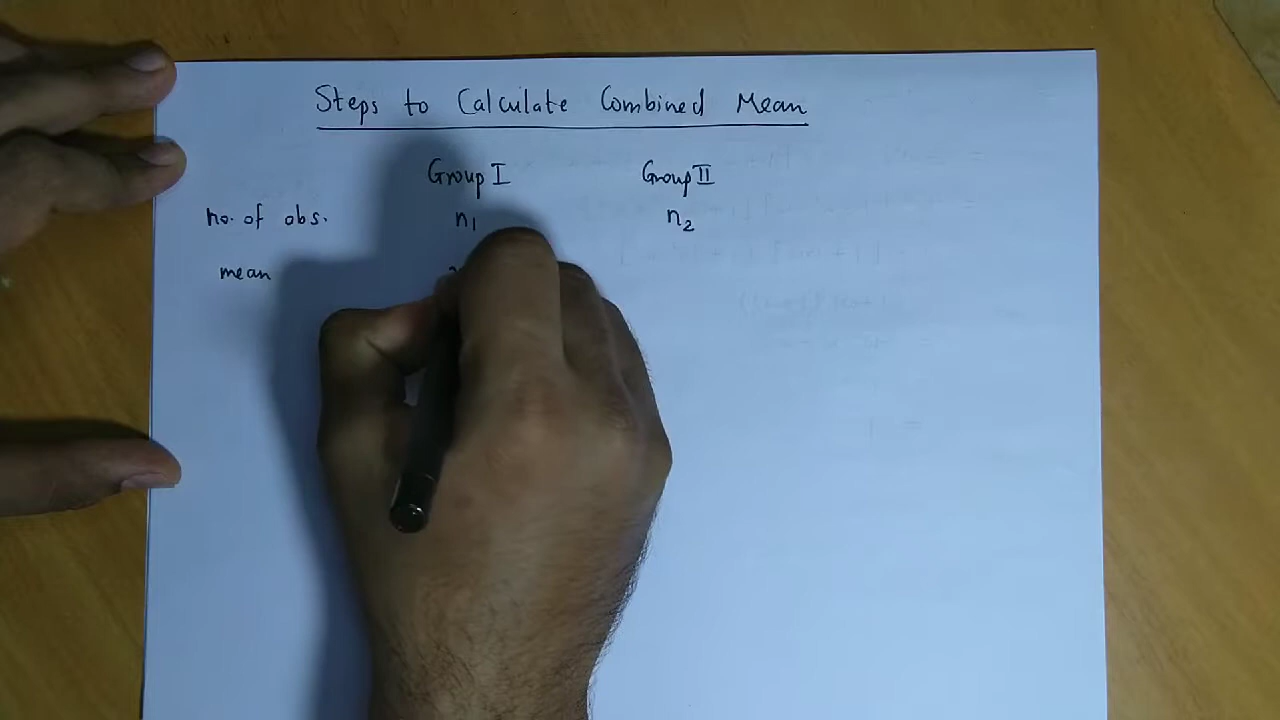 Steps to Calculate Combined Mean
Group I Group II
no. of obs. n₁ n₂
mean